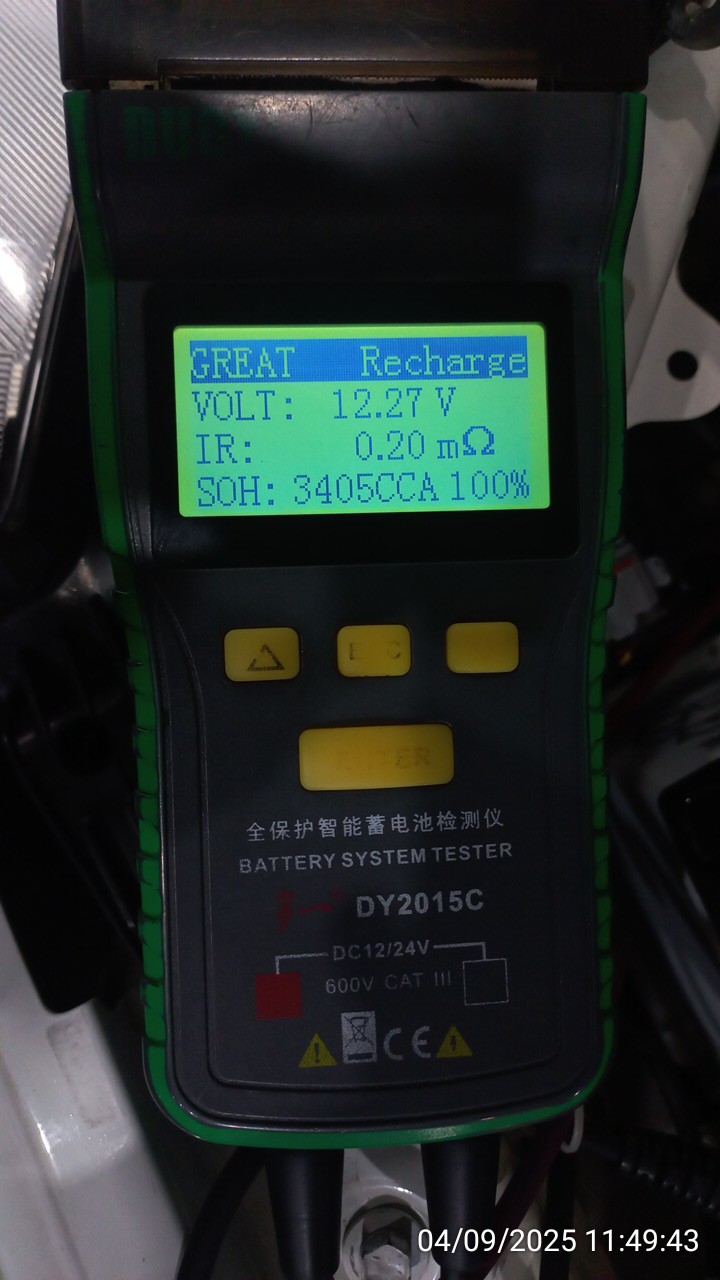 GREAT Recharge
VOLT: 12.27 V
IR: 0.20 mΩ
SOH: 3405CCA 100%
全保护智能蓄电池检测仪
BATTERY SYSTEM TESTER
DY2015C
DC12/24V
600V CAT III
CE
04/09/2025 11:49:43